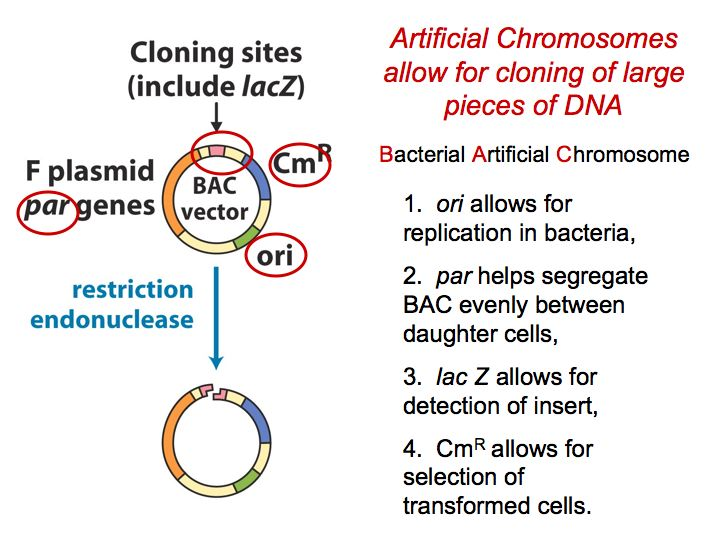 Cloning sites
(include lacZ)
F plasmid
par genes
CmR
BAC
vector
ori
restriction
endonuclease
Artificial Chromosomes
allow for cloning of large
pieces of DNA
Bacterial Artificial Chromosome
1. ori allows for
replication in bacteria,
2. par helps segregate
BAC evenly between
daughter cells,
3. lac Z allows for
detection of insert,
4. CmR allows for
selection of
transformed cells.